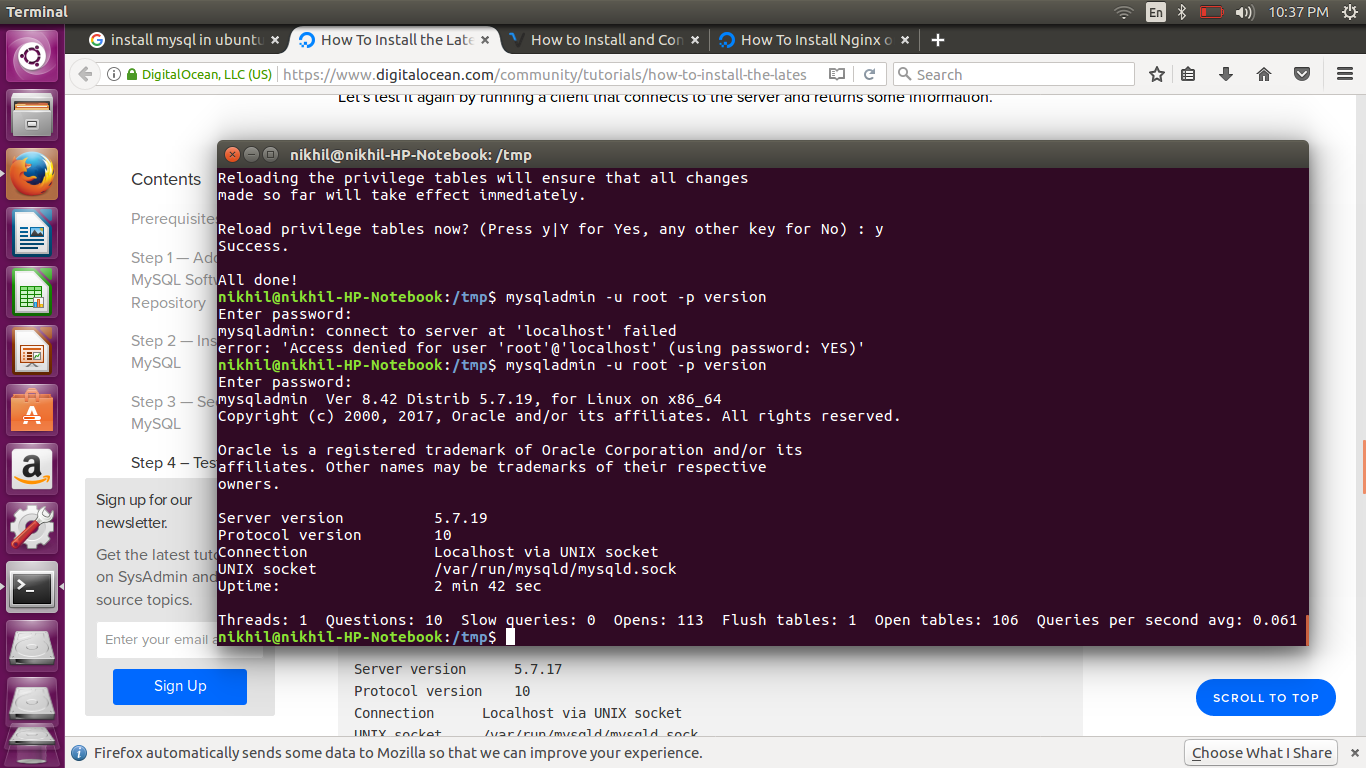 Terminal
En
10:37 PM
install mysql in ubuntu
How To Install the Late
How to Install and Con
How To Install Nginx o
DigitalOcean, LLC (US)
https://www.digitalocean.com/community/tutorials/how-to-install-the-lates
Search
Let's test it again by running a client that connects to the server and returns some information.
Contents
Prerequisites
Step 1 — Add
MySQL Soft
Repository
Step 2 — Ins
MySQL
Step 3 — Se
MySQL
Step 4 – Tes
Sign up for our
newsletter.
Get the latest tuto
on SysAdmin and
source topics.
Enter your email a
Sign Up
nikhil@nikhil-HP-Notebook: /tmp
Reloading the privilege tables will ensure that all changes
made so far will take effect immediately.
Reload privilege tables now? (Press y|Y for Yes, any other key for No) : y
Success.
All done!
nikhil@nikhil-HP-Notebook:/tmp$ mysqladmin -u root -p version
Enter password:
mysqladmin: connect to server at 'localhost' failed
error: 'Access denied for user 'root'@'localhost' (using password: YES)'
nikhil@nikhil-HP-Notebook:/tmp$ mysqladmin -u root -p version
Enter password:
mysqladmin  Ver 8.42 Distrib 5.7.19, for Linux on x86_64
Copyright (c) 2000, 2017, Oracle and/or its affiliates. All rights reserved.
Oracle is a registered trademark of Oracle Corporation and/or its
affiliates. Other names may be trademarks of their respective
owners.
Server version 5.7.19
Protocol version 10
Connection Localhost via UNIX socket
UNIX socket /var/run/mysqld/mysqld.sock
Uptime: 2 min 42 sec
Threads: 1  Questions: 10  Slow queries: 0  Opens: 113  Flush tables: 1  Open tables: 106  Queries per second avg: 0.061
nikhil@nikhil-HP-Notebook:/tmp$
Server version 5.7.17
Protocol version 10
Connection Localhost via UNIX socket
UNIX socket /var/run/mysqld/mysqld.sock
SCROLL TO TOP
Firefox automatically sends some data to Mozilla so that we can improve your experience.
Choose What I Share